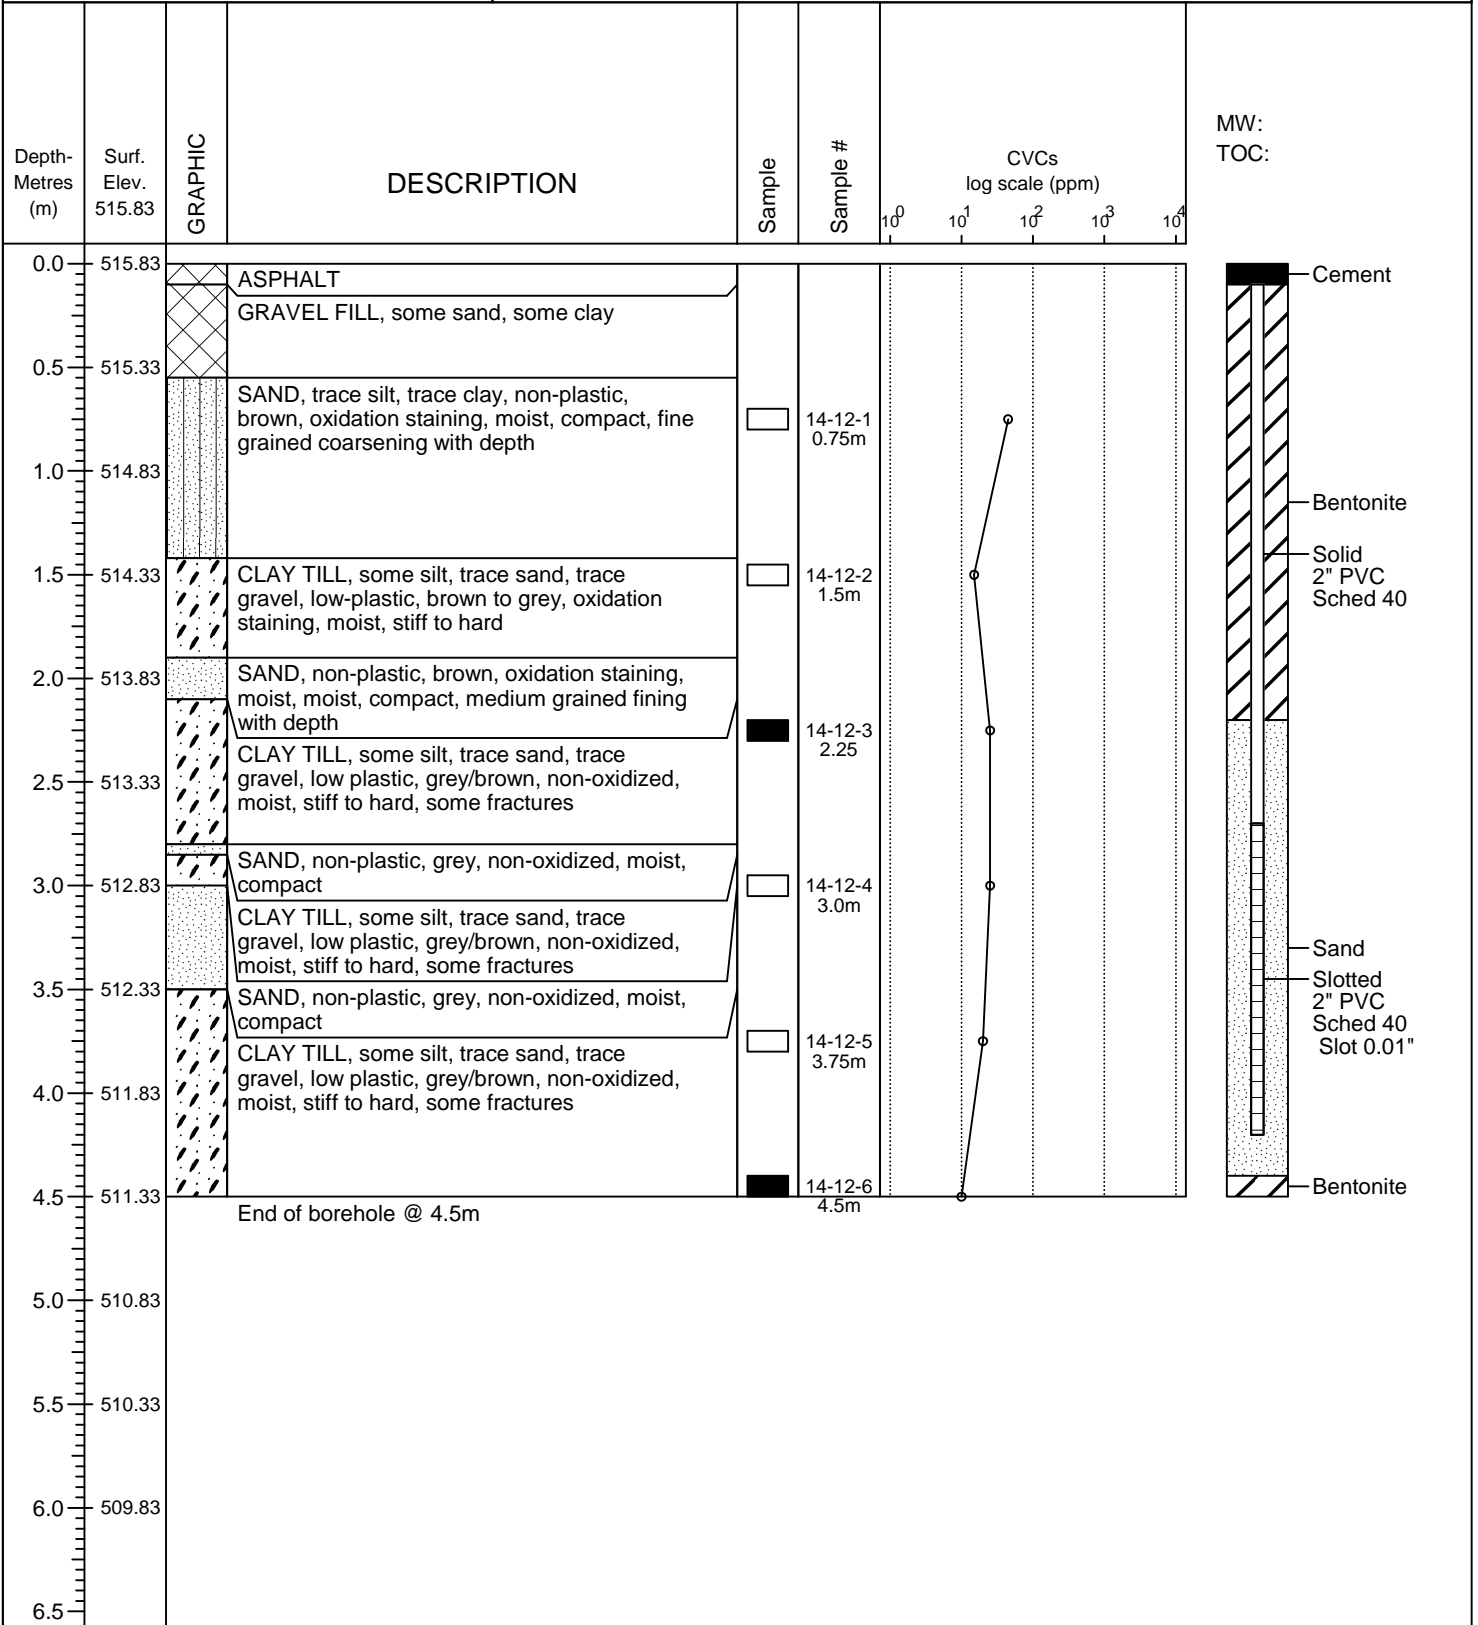 Depth-
Metres
(m)
Surf.
Elev.
515.83
GRAPHIC
DESCRIPTION
Sample
Sample #
CVCs
log scale (ppm)
10^0 10^1 10^2 10^3 10^4
MW:
TOC:
0.0 515.83
ASPHALT
Cement
GRAVEL FILL, some sand, some clay
0.5 515.33
SAND, trace silt, trace clay, non-plastic,
brown, oxidation staining, moist, compact, fine
grained coarsening with depth
14-12-1
0.75m
1.0 514.83
Bentonite
Solid
2" PVC
Sched 40
1.5 514.33
CLAY TILL, some silt, trace sand, trace
gravel, low-plastic, brown to grey, oxidation
staining, moist, stiff to hard
14-12-2
1.5m
2.0 513.83
SAND, non-plastic, brown, oxidation staining,
moist, moist, compact, medium grained fining
with depth
14-12-3
2.25
CLAY TILL, some silt, trace sand, trace
gravel, low plastic, grey/brown, non-oxidized,
moist, stiff to hard, some fractures
2.5 513.33
SAND, non-plastic, grey, non-oxidized, moist,
compact
3.0 512.83
14-12-4
3.0m
CLAY TILL, some silt, trace sand, trace
gravel, low plastic, grey/brown, non-oxidized,
moist, stiff to hard, some fractures
Sand
Slotted
2" PVC
Sched 40
Slot 0.01"
3.5 512.33
SAND, non-plastic, grey, non-oxidized, moist,
compact
14-12-5
3.75m
CLAY TILL, some silt, trace sand, trace
gravel, low plastic, grey/brown, non-oxidized,
moist, stiff to hard, some fractures
4.0 511.83
14-12-6
4.5m
Bentonite
4.5 511.33
End of borehole @ 4.5m
5.0 510.83
5.5 510.33
6.0 509.83
6.5